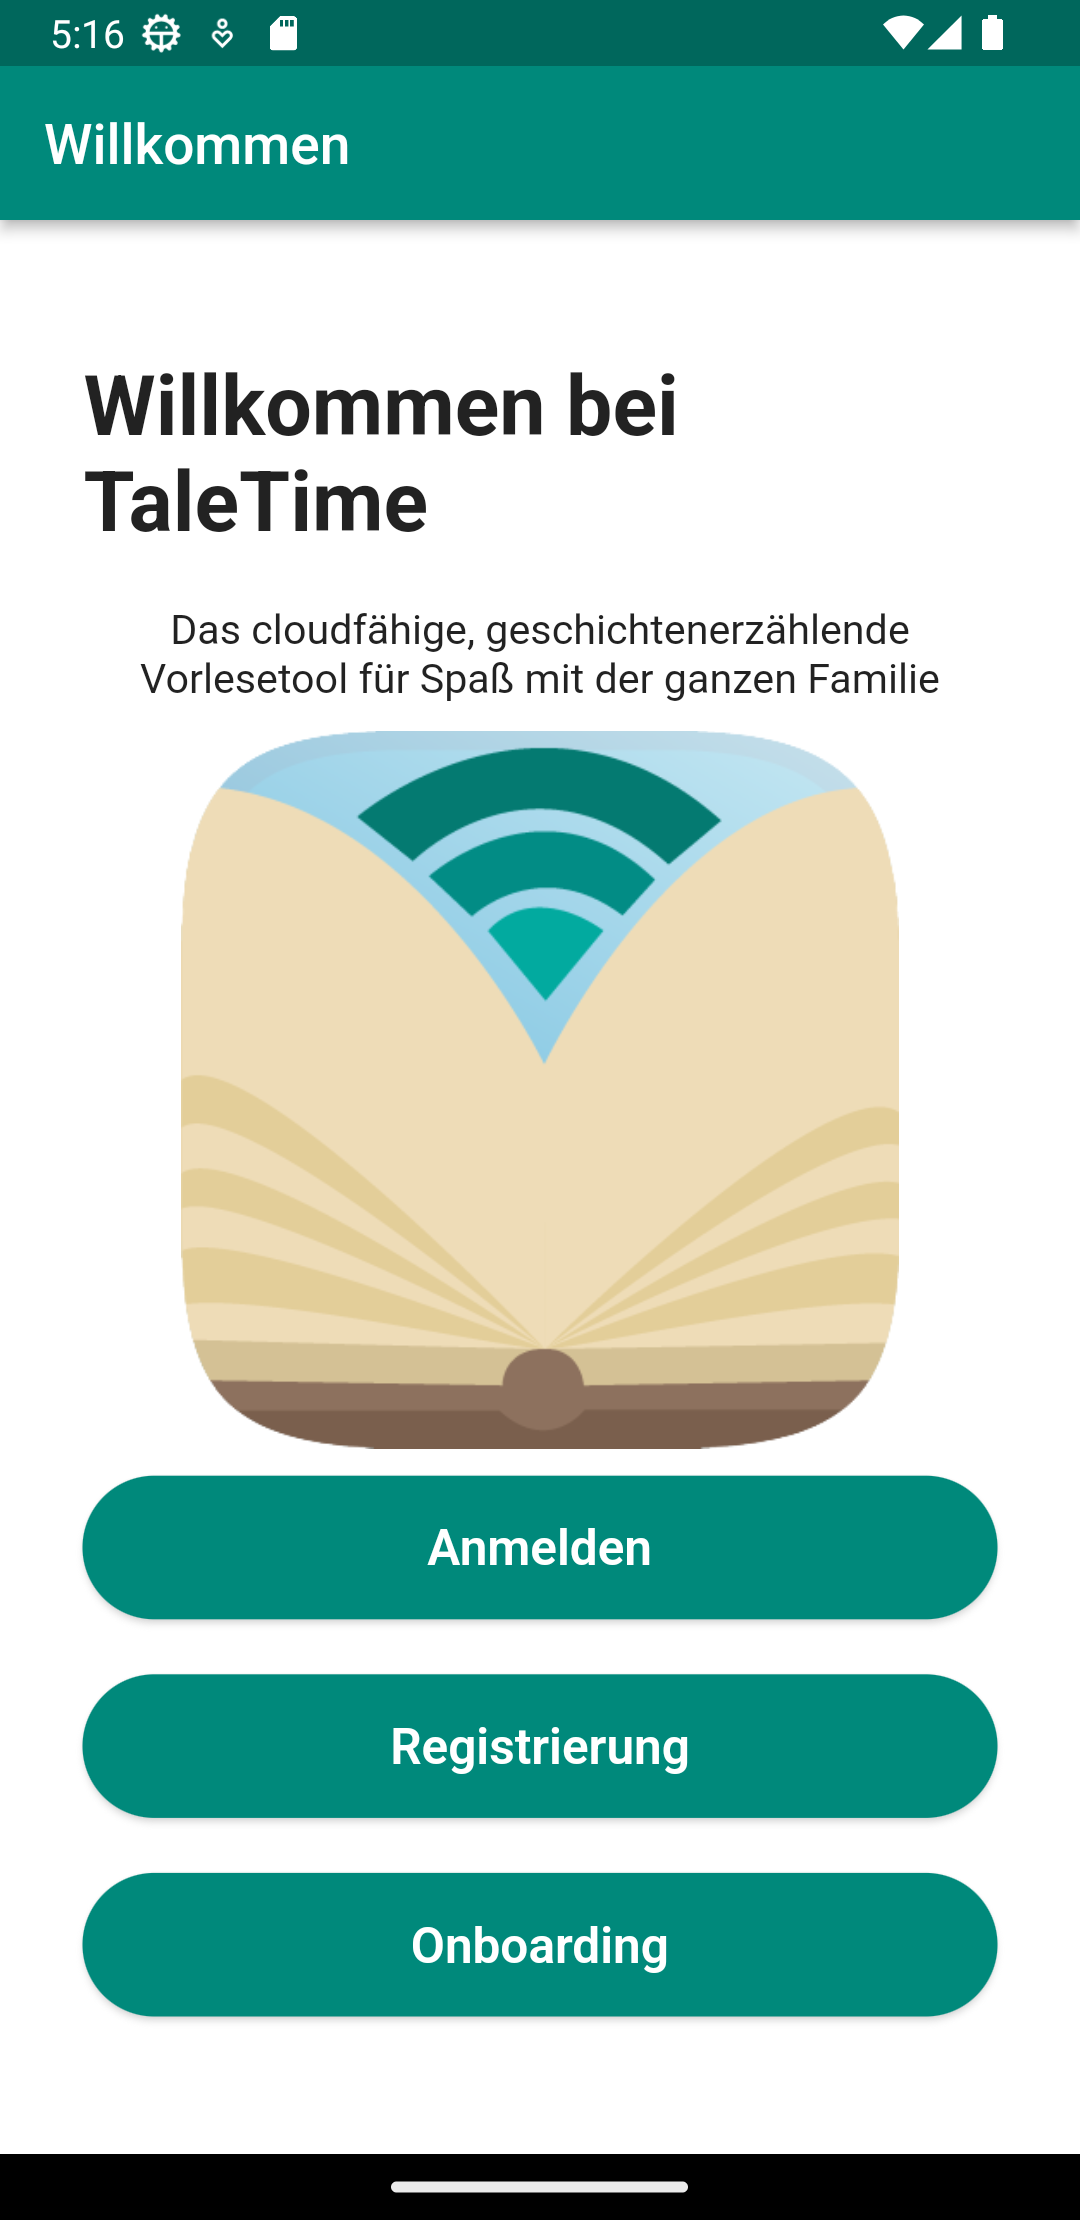 5:16
Willkommen
Willkommen bei
TaleTime
Das cloudfähige, geschichtenerzählende
Vorlesetool für Spaß mit der ganzen Familie
Anmelden
Registrierung
Onboarding